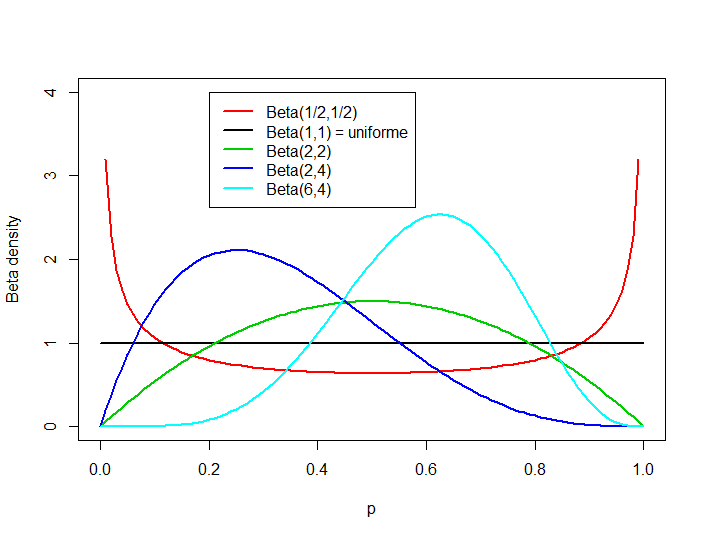 Beta(1/2,1/2)
Beta(1,1) = uniforme
Beta(2,2)
Beta(2,4)
Beta(6,4)
Beta density
4
3
2
1
0
0.0 0.2 0.4 0.6 0.8 1.0
p